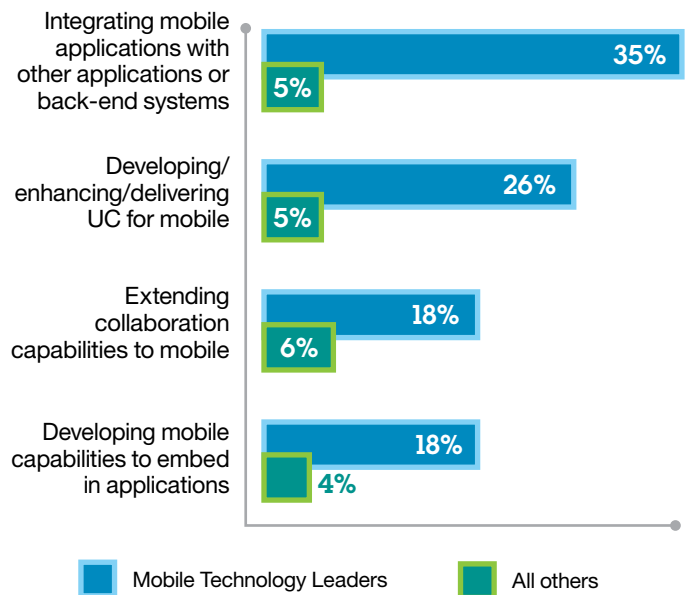 Integrating mobile
applications with
other applications or
back-end systems
35%
5%
Developing/
enhancing/delivering
UC for mobile
26%
5%
Extending
collaboration
capabilities to mobile
18%
6%
Developing mobile
capabilities to embed
in applications
18%
4%
Mobile Technology Leaders
All others